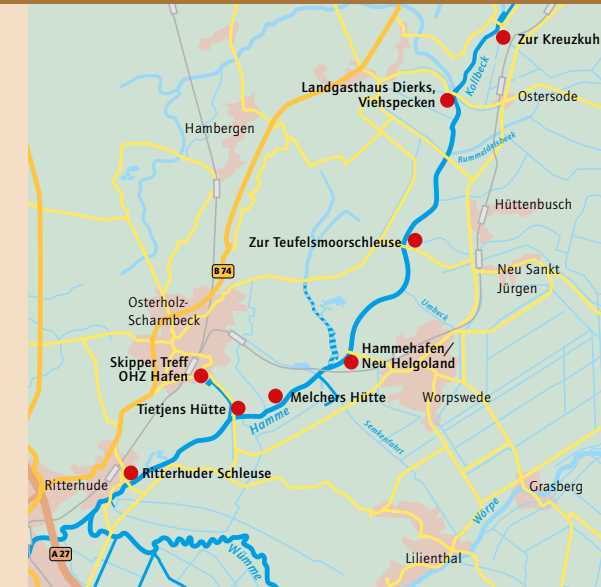 Zur Kreuzkuh
Kollbeck
Landgasthaus Dierks,
Viehspecken
Ostersode
Hambergen
Rummeldeisbeck
Hüttenbusch
Zur Teufelsmoorschleuse
B 74
Neu Sankt
Jürgen
Osterholz-
Scharmbeck
Umbeck
Hammehafen/
Neu Helgoland
Skipper Treff
OHZ Hafen
Melchers Hütte
Worpswede
Tietjens Hütte
Hamme
Semkenfahrt
Ritterhuder Schleuse
Ritterhude
Grasberg
Wörpe
A 27
Wümme
Lilienthal